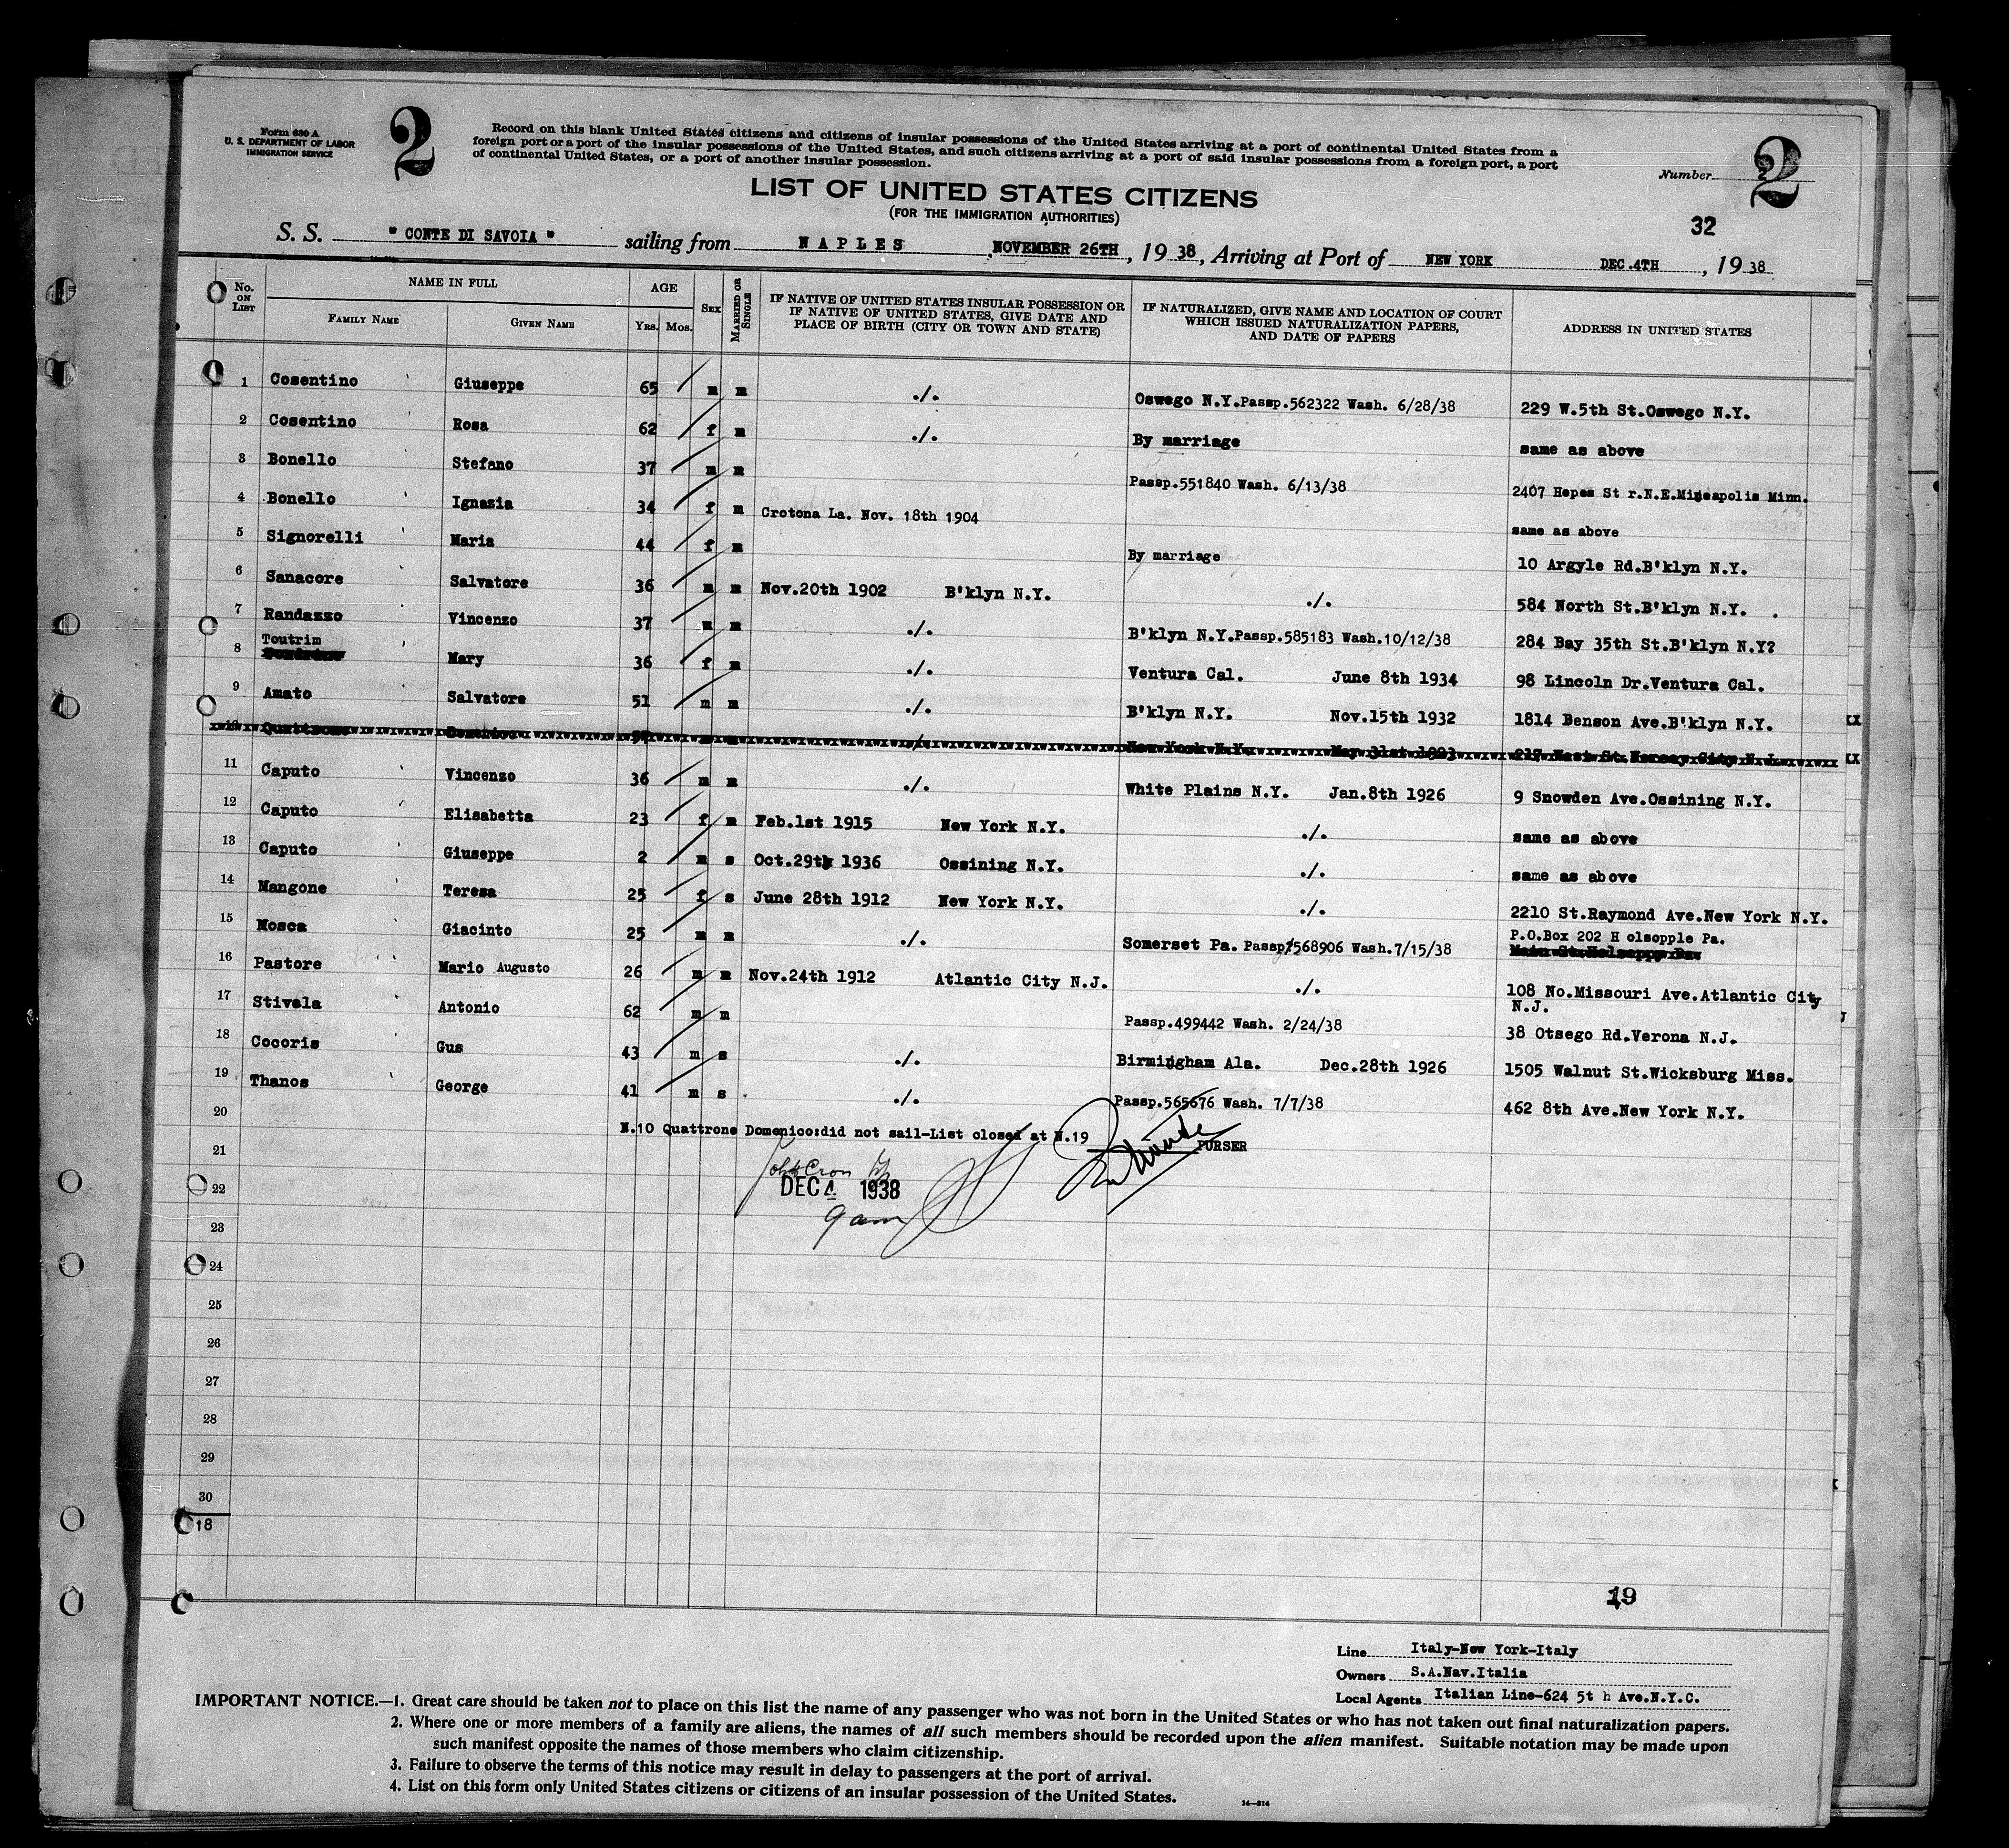 Form 630 A
U. S. DEPARTMENT OF LABOR
IMMIGRATION SERVICE
2
Record on this blank United States citizens and citizens of insular possessions of the United States arriving at a port of continental United States from a
foreign port or a port of the insular possessions of the United States, and such citizens arriving at a port of said insular possessions from a foreign port, a port
of continental United States, or a port of another insular possession.
Number 2
2
LIST OF UNITED STATES CITIZENS
(FOR THE IMMIGRATION AUTHORITIES)
32
S. S. " CONTE DI SAVOIA " sailing from NAPLES , NOVEMBER 26TH , 19 38 , Arriving at Port of NEW YORK DEC.4TH , 19 38
No. ON LIST NAME IN FULL AGE SEX MARRIED OR SINGLE IF NATIVE OF UNITED STATES INSULAR POSSESSION OR IF NATIVE OF UNITED STATES, GIVE DATE AND PLACE OF BIRTH (CITY OR TOWN AND STATE) IF NATURALIZED, GIVE NAME AND LOCATION OF COURT WHICH ISSUED NATURALIZATION PAPERS, AND DATE OF PAPERS ADDRESS IN UNITED STATES
FAMILY NAME GIVEN NAME YRS. MOS.
1 Cosentino Giuseppe 65 m m ./. Oswego N.Y.Passp.562322 Wash. 6/28/38 229 W.5th St.Oswego N.Y.
2 Cosentino Rosa 62 f m ./. By marriage same as above
3 Bonello Stefano 37 m m Passp.551840 Wash. 6/13/38 2407 Hepes St r.N.E.Mineapolis Minn.
4 Bonello Ignazia 34 f m Crotona La. Nov. 18th 1904 same as above
5 Signorelli Maria 44 f m By marriage 10 Argyle Rd.B'klyn N.Y.
6 Sanacore Salvatore 36 m m Nov.20th 1902 B'klyn N.Y. ./. 584 North St.B'klyn N.Y.
7 Randazzo Vincenzo 37 m m ./. B'klyn N.Y.Passp.585183 Wash.10/12/38 284 Bay 35th St.B'klyn N.Y?
Toutrim
8 Mary 36 f m ./. Ventura Cal. June 8th 1934 98 Lincoln Dr.Ventura Cal.
9 Amato Salvatore 51 m m ./. B'klyn N.Y. Nov.15th 1932 1814 Benson Ave.B'klyn N.Y.
10 Quattrone Domenico m m ./. New York N.Y. May 31st West St.Jersey City N.J.
11 Caputo Vincenzo 36 m m ./. White Plains N.Y. Jan.8th 1926 9 Snowden Ave.Ossining N.Y.
12 Caputo Elisabetta 23 f m Feb.1st 1915 New York N.Y. ./. same as above
13 Caputo Giuseppe 2 m s Oct.29th 1936 Ossining N.Y. ./. same as above
14 Mangone Teresa 25 f s June 28th 1912 New York N.Y. ./. 2210 St.Raymond Ave.New York N.Y.
15 Mosca Giacinto 25 m m ./. Somerset Pa. Passp/568906 Wash.7/15/38 P.O.Box 202 H olsopple Pa.
16 Pastore Mario Augusto 26 m m Nov.24th 1912 Atlantic City N.J. ./. 108 No.Missouri Ave.Atlantic City
N.J.
17 Stivela Antonio 62 m m Passp.499442 Wash. 2/24/38 38 Otsego Rd.Verona N.J.
18 Cocoris Gus 43 m s ./. Birmingham Ala. Dec.28th 1926 1505 Walnut St.Wicksburg Miss.
19 Thanos George 41 m s ./. Passp.565676 Wash. 7/7/38 462 8th Ave.New York N.Y.
20
N.10 Quattrone Domenico:did not sail-List closed at N.19
PURSER
21
22 DEC 4 1938
9 am
23
24
25
26
27
28
29
30
18
19
Line Italy-New York-Italy
Owners S.A.Nav.Italia
Local Agents Italian Line-624 5t h Ave.N.Y.C.
IMPORTANT NOTICE.—1. Great care should be taken not to place on this list the name of any passenger who was not born in the United States or who has not taken out final naturalization papers.
2. Where one or more members of a family are aliens, the names of all such members should be recorded upon the alien manifest. Suitable notation may be made upon
such manifest opposite the names of those members who claim citizenship.
3. Failure to observe the terms of this notice may result in delay to passengers at the port of arrival.
4. List on this form only United States citizens or citizens of an insular possession of the United States.
14—214